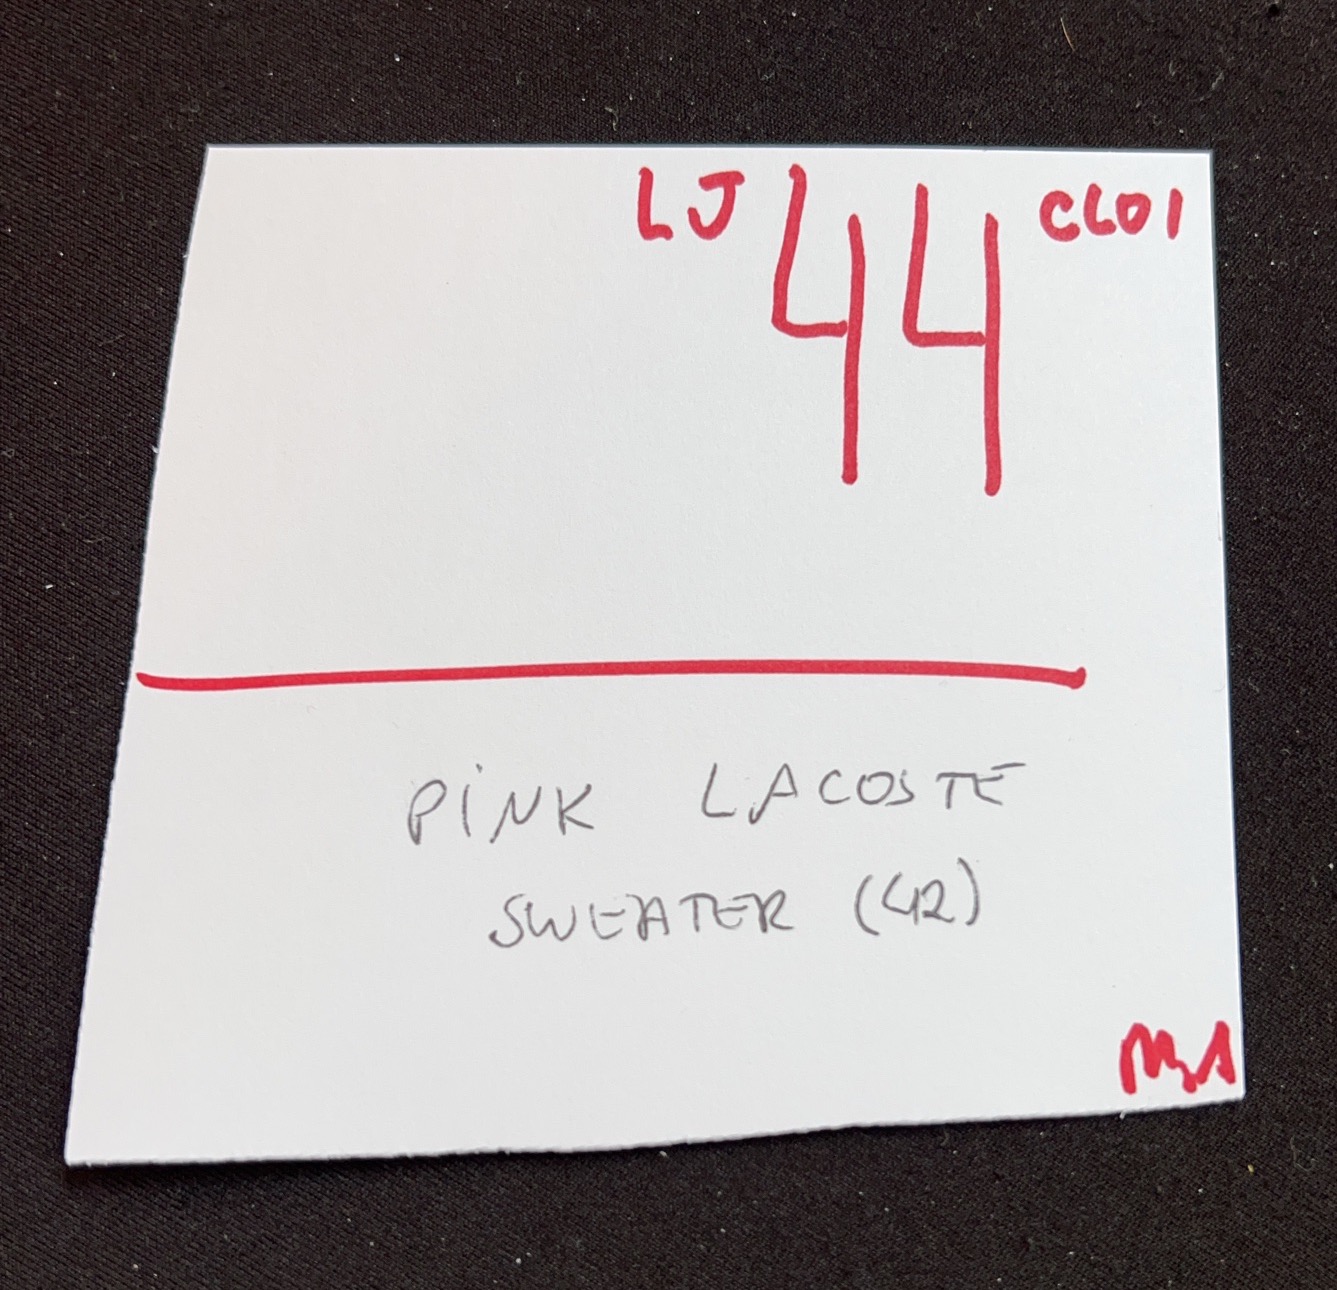 LJ 44 CL01
PINK LACOSTE
SWEATER (42)